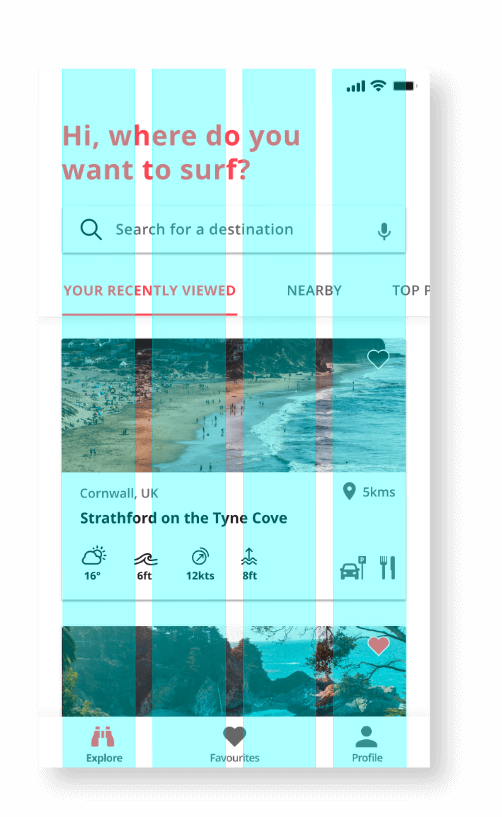 Hi, where do you
want to surf?
Search for a destination
YOUR RECENTLY VIEWED NEARBY TOP P
Cornwall, UK 5kms
Strathford on the Tyne Cove
P
16° 6ft 12kts 8ft
Explore Favourites Profile